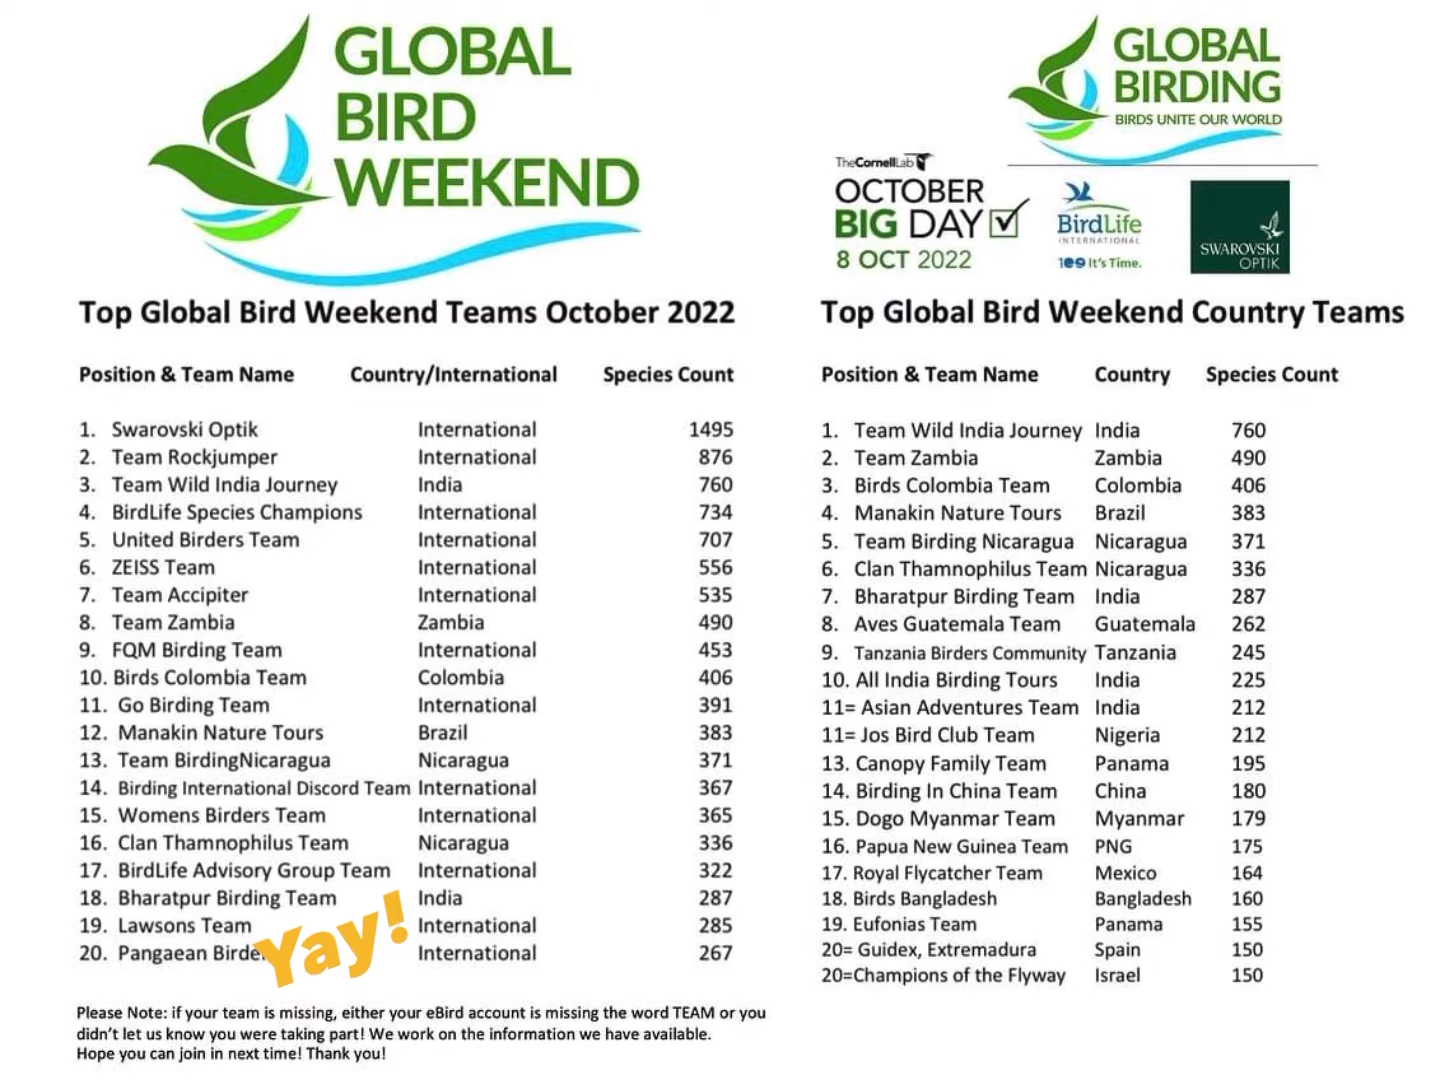 GLOBAL
BIRD
WEEKEND
Top Global Bird Weekend Teams October 2022
Position & Team Name Country/International Species Count
1. Swarovski Optik International 1495
2. Team Rockjumper International 876
3. Team Wild India Journey India 760
4. BirdLife Species Champions International 734
5. United Birders Team International 707
6. ZEISS Team International 556
7. Team Accipiter International 535
8. Team Zambia Zambia 490
9. FQM Birding Team International 453
10. Birds Colombia Team Colombia 406
11. Go Birding Team International 391
12. Manakin Nature Tours Brazil 383
13. Team BirdingNicaragua Nicaragua 371
14. Birding International Discord Team International 367
15. Womens Birders Team International 365
16. Clan Thamnophilus Team Nicaragua 336
17. BirdLife Advisory Group Team International 322
18. Bharatpur Birding Team India 287
19. Lawsons Team International 285
20. Pangaean International 267
Yay!
Please Note: if your team is missing, either your eBird account is missing the word TEAM or you
didn't let us know you were taking part! We work on the information we have available.
Hope you can join in next time! Thank you!
GLOBAL
BIRDING
BIRDS UNITE OUR WORLD
TheCornellLab
OCTOBER
BIG DAY
8 OCT 2022
BirdLife
INTERNATIONAL
100 It's Time.
SWAROVSKI
OPTIK
Top Global Bird Weekend Country Teams
Position & Team Name Country Species Count
1. Team Wild India Journey India 760
2. Team Zambia Zambia 490
3. Birds Colombia Team Colombia 406
4. Manakin Nature Tours Brazil 383
5. Team Birding Nicaragua Nicaragua 371
6. Clan Thamnophilus Team Nicaragua 336
7. Bharatpur Birding Team India 287
8. Aves Guatemala Team Guatemala 262
9. Tanzania Birders Community Tanzania 245
10. All India Birding Tours India 225
11= Asian Adventures Team India 212
11= Jos Bird Club Team Nigeria 212
13. Canopy Family Team Panama 195
14. Birding In China Team China 180
15. Dogo Myanmar Team Myanmar 179
16. Papua New Guinea Team PNG 175
17. Royal Flycatcher Team Mexico 164
18. Birds Bangladesh Bangladesh 160
19. Eufonias Team Panama 155
20= Guidex, Extremadura Spain 150
20=Champions of the Flyway Israel 150